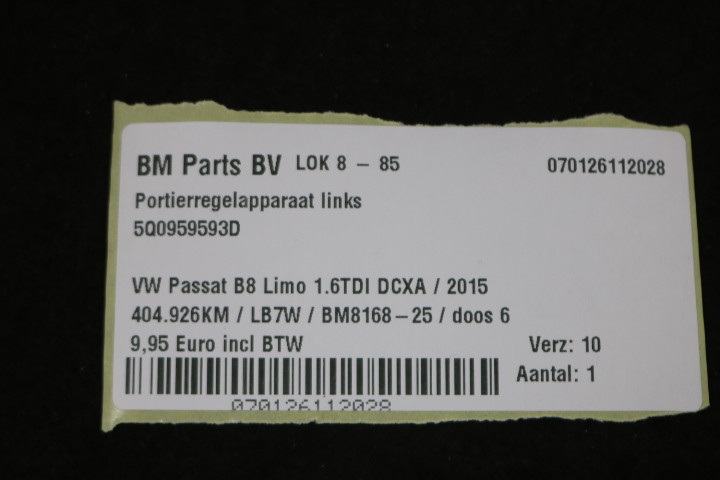 BM Parts BV LOK 8 - 85 070126112028
Portierregelapparaat links
5Q0959593D
VW Passat B8 Limo 1.6TDI DCXA / 2015
404.926KM / LB7W / BM8168-25 / doos 6
9,95 Euro incl BTW Verz: 10
Aantal: 1
070126112028